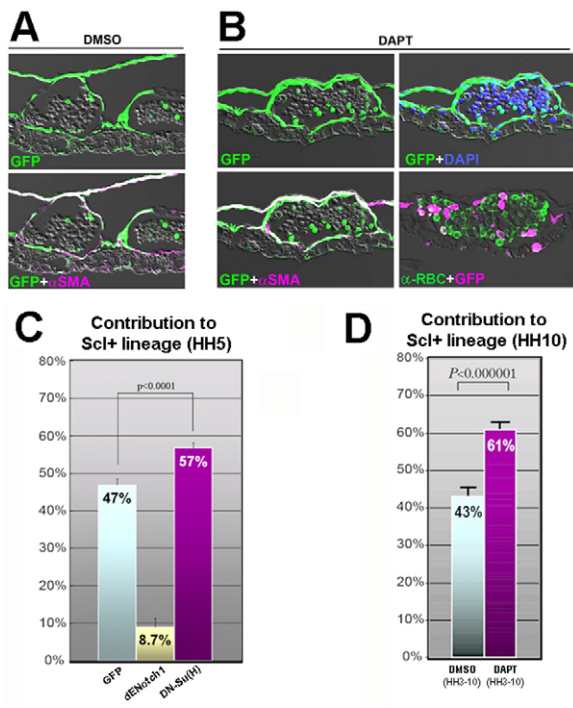 A
DMSO
GFP
GFP+αSMA
B
DAPT
GFP
GFP+DAPI
GFP+αSMA
α-RBC+GFP
C
Contribution to
Scl+ lineage (HH5)
80%
70%
60%
50%
40%
30%
20%
10%
0%
p<0.0001
47%
8.7%
57%
GFP
dENotch1
DN-Su(H)
D
Contribution to
Scl+ lineage (HH10)
80%
70%
60%
50%
40%
30%
20%
10%
0%
P<0.000001
43%
61%
DMSO
(HH3-10)
DAPT
(HH3-10)